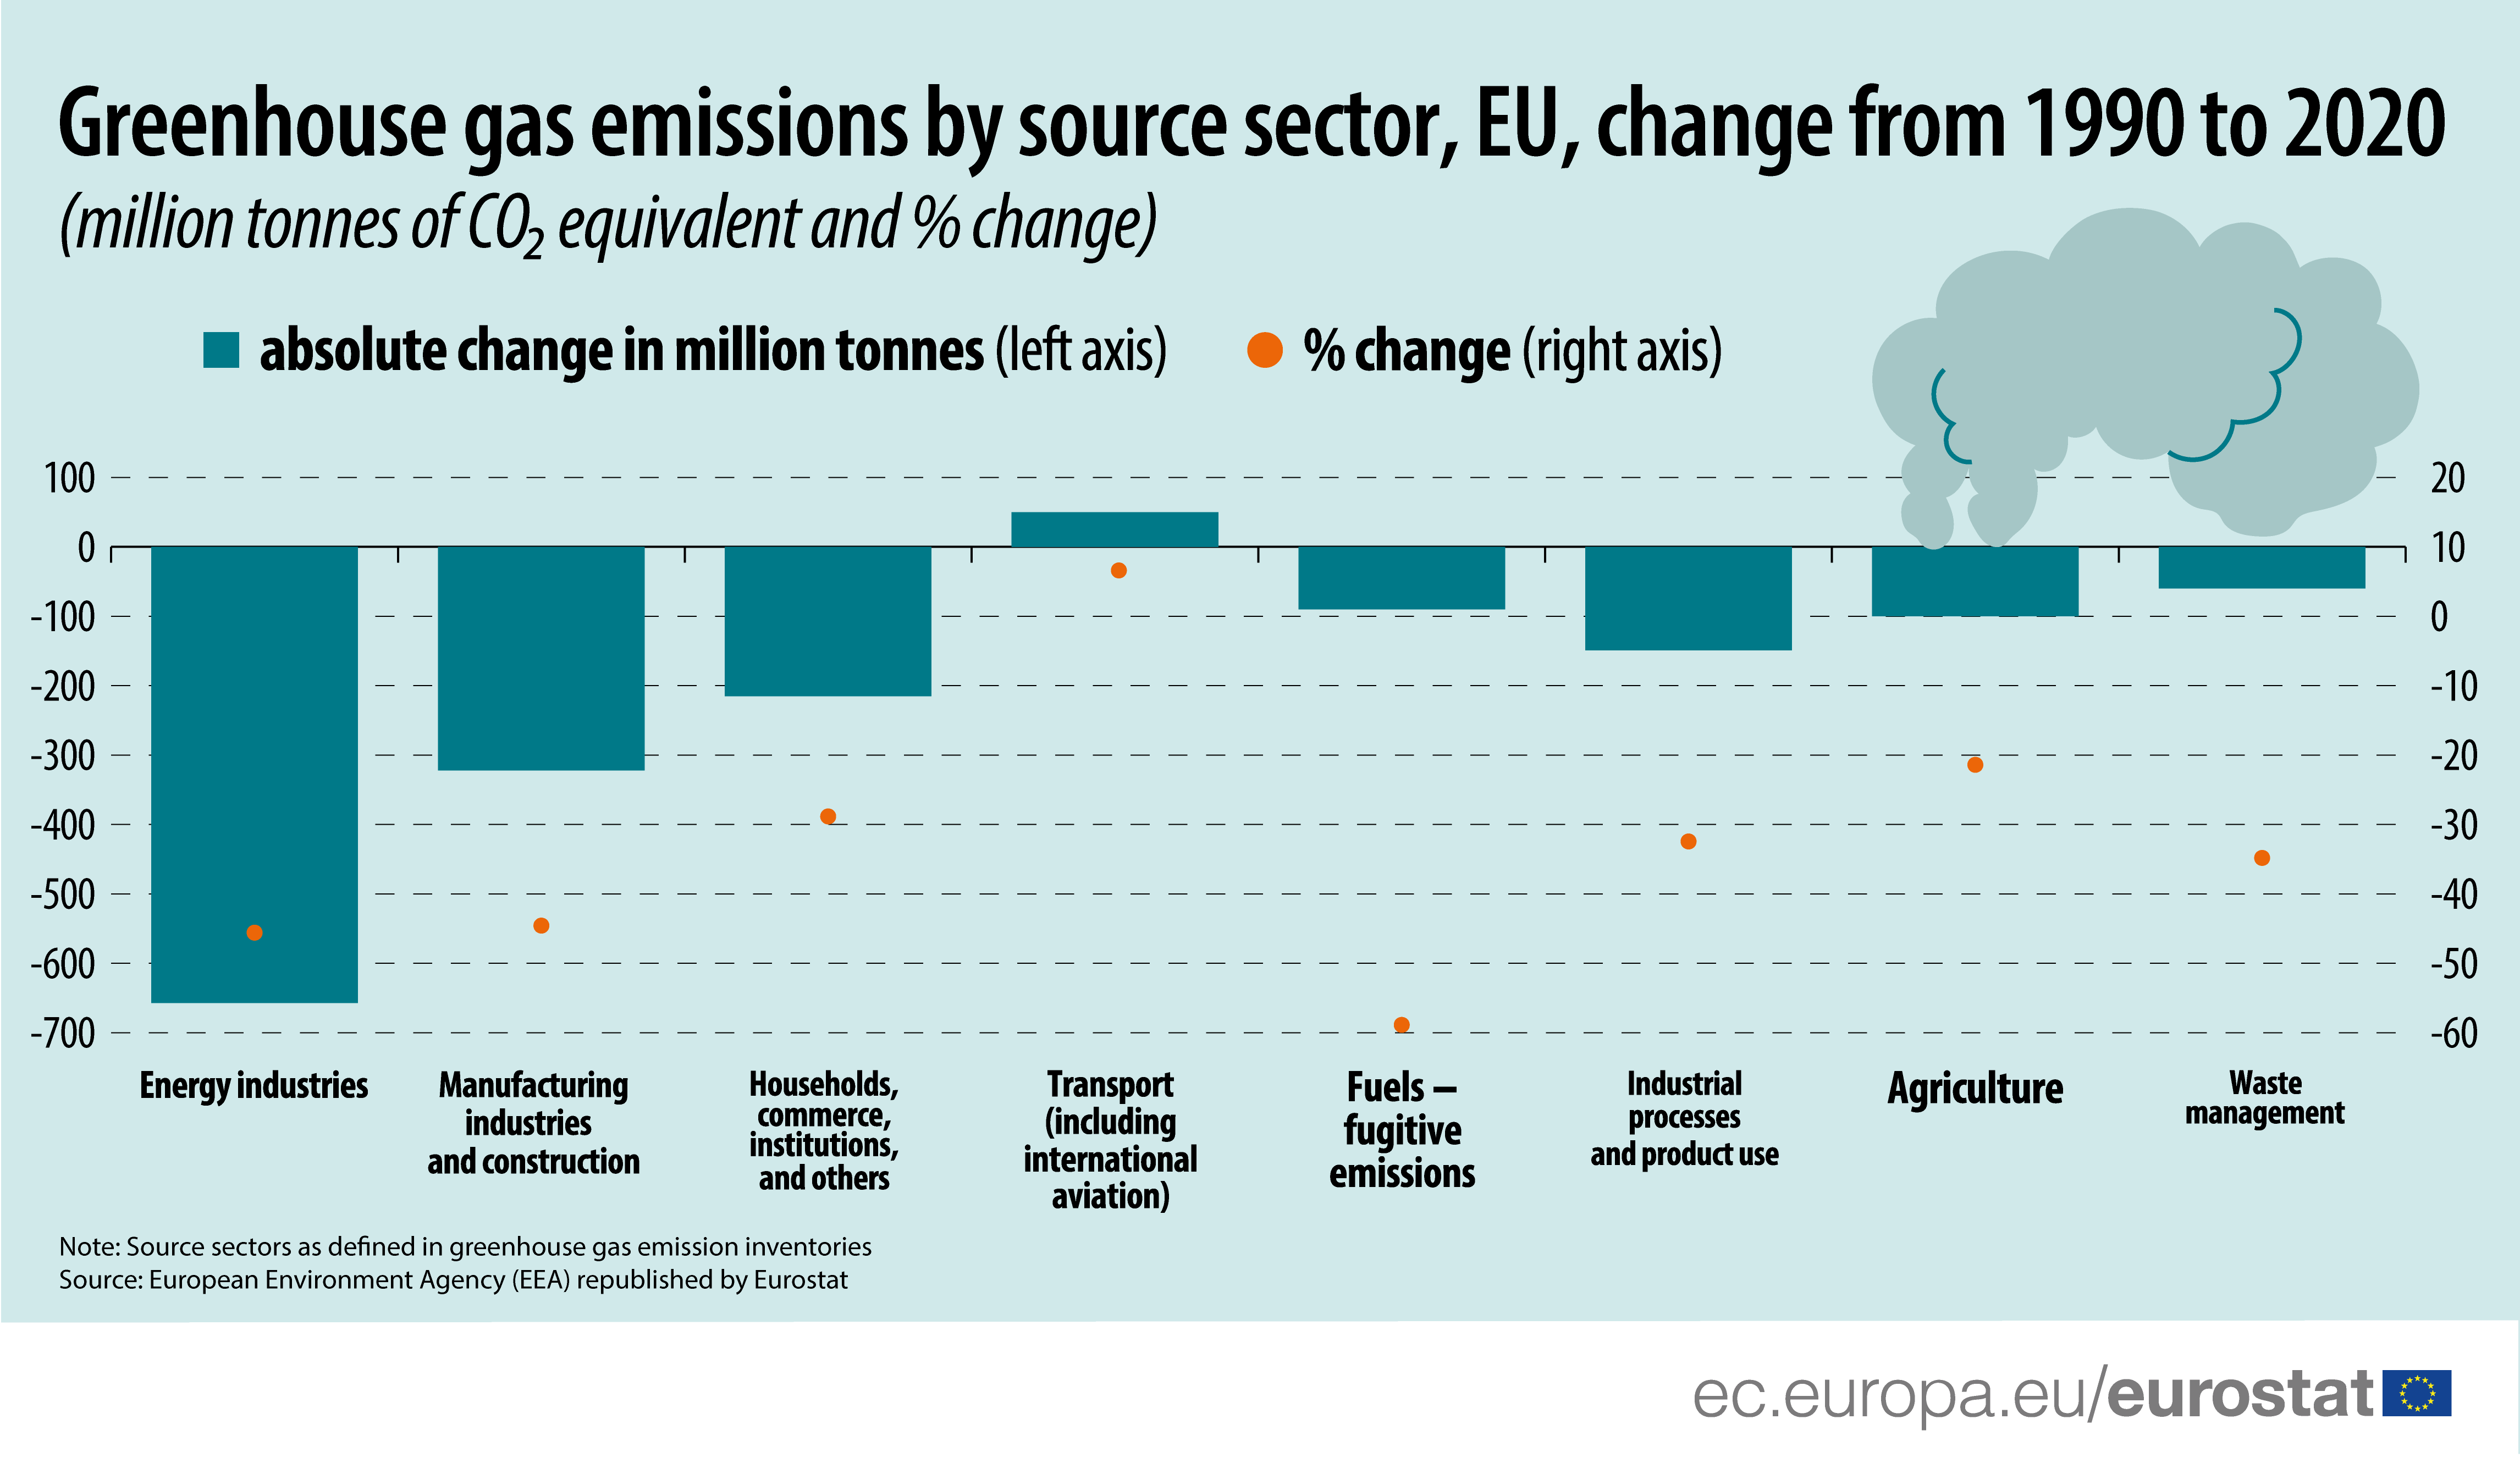 Greenhouse gas emissions by source sector, EU, change from 1990 to 2020
(million tonnes of CO₂ equivalent and % change)
absolute change in million tonnes (left axis)
% change (right axis)
100
0
-100
-200
-300
-400
-500
-600
-700
20
10
0
-10
-20
-30
-40
-50
-60
Energy industries
Manufacturing
industries
and construction
Households,
commerce,
institutions,
and others
Transport
(including
international
aviation)
Fuels –
fugitive
emissions
Industrial
processes
and product use
Agriculture
Waste
management
Note: Source sectors as defined in greenhouse gas emission inventories
Source: European Environment Agency (EEA) republished by Eurostat
ec.europa.eu/eurostat